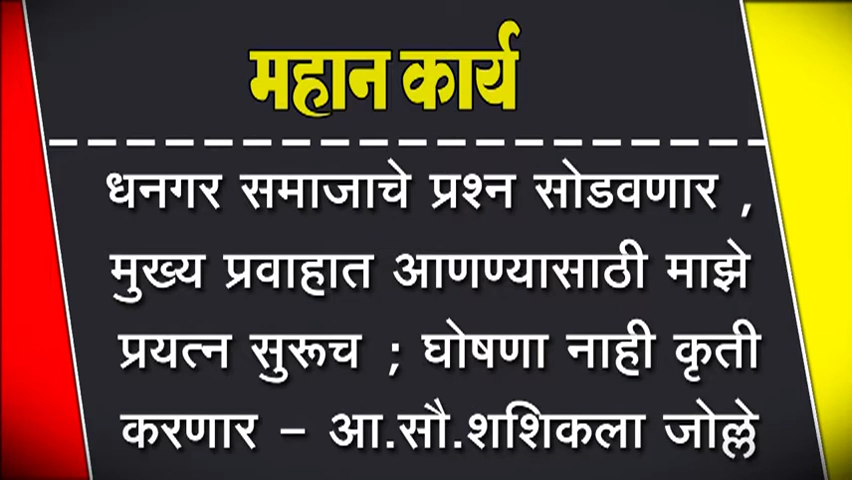 महान कार्य
धनगर समाजाचे प्रश्न सोडवणार ,
मुख्य प्रवाहात आणण्यासाठी माझे
प्रयत्न सुरूच ; घोषणा नाही कृती
करणार – आ.सौ.शशिकला जोल्ले